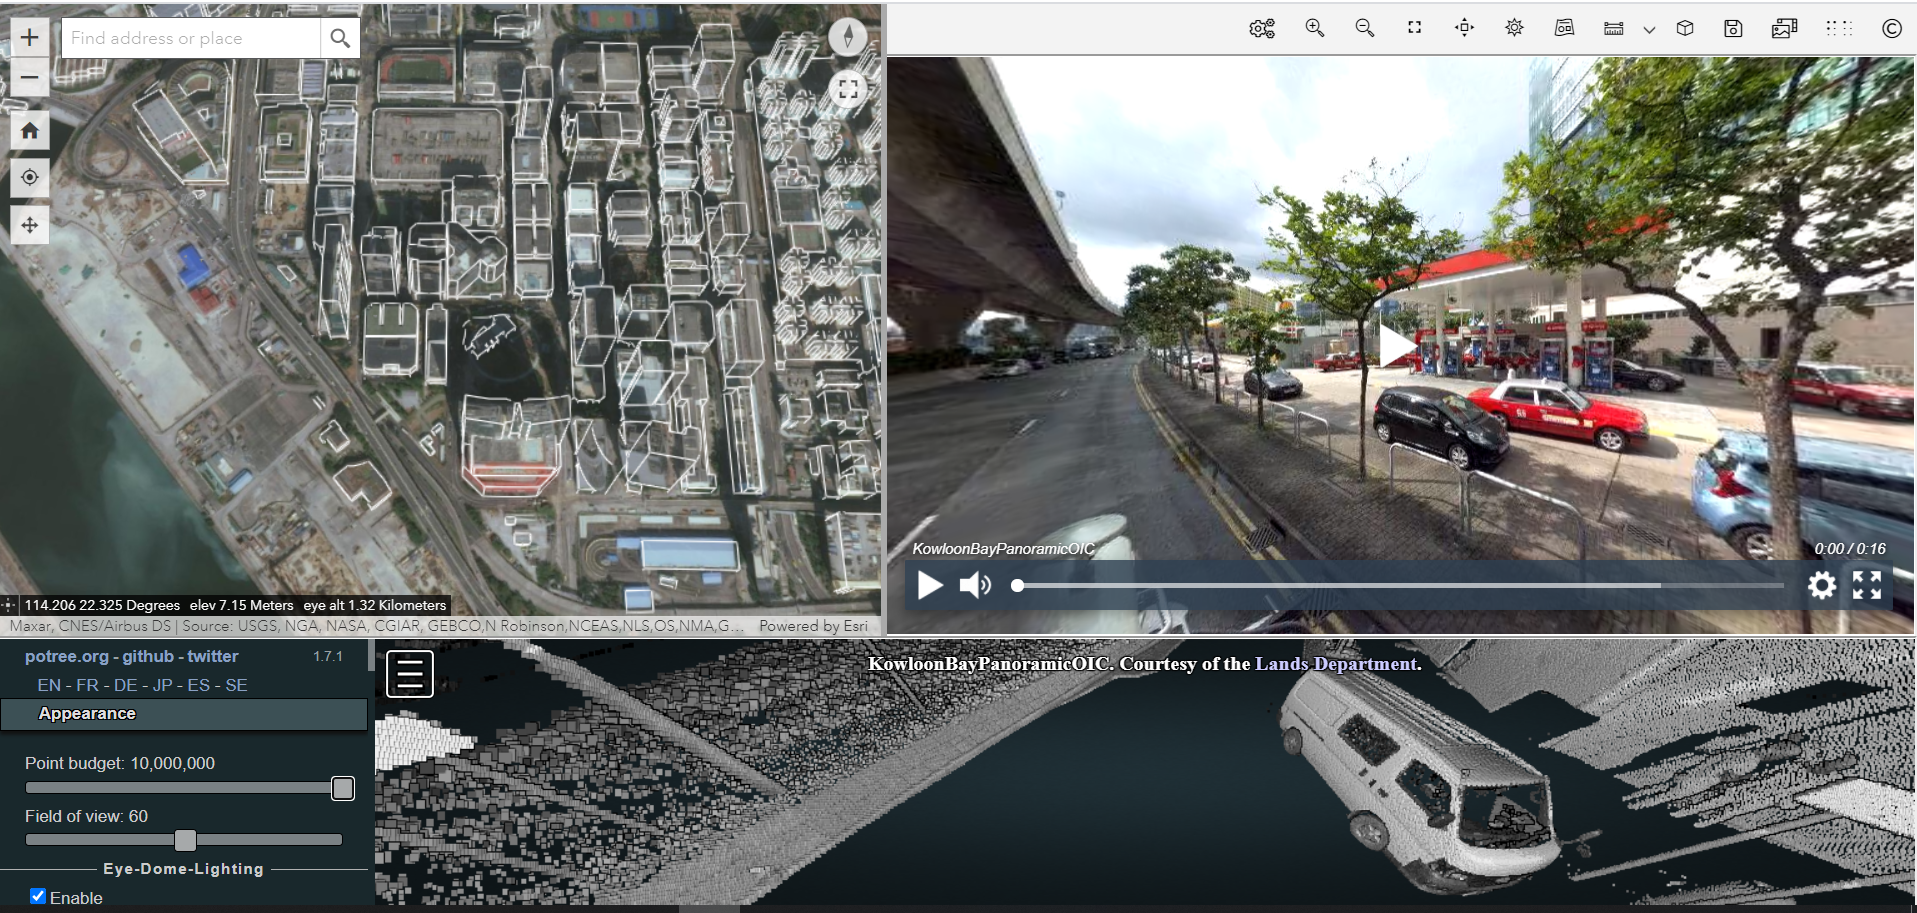 Find address or place
114.206 22.325 Degrees elev 7.15 Meters eye alt 1.32 Kilometers
Maxar, CNES/Airbus DS | Source: USGS, NGA, NASA, CGIAR, GEBCO,N Robinson,NCEAS,NLS,OS,NMA,G... Powered by Esri
KowloonBayPanoramicOIC
0:00 / 0:16
potree.org - github - twitter 1.7.1
EN - FR - DE - JP - ES - SE
Appearance
Point budget: 10,000,000
Field of view: 60
Eye-Dome-Lighting
Enable
KowloonBayPanoramicOIC. Courtesy of the Lands Department.